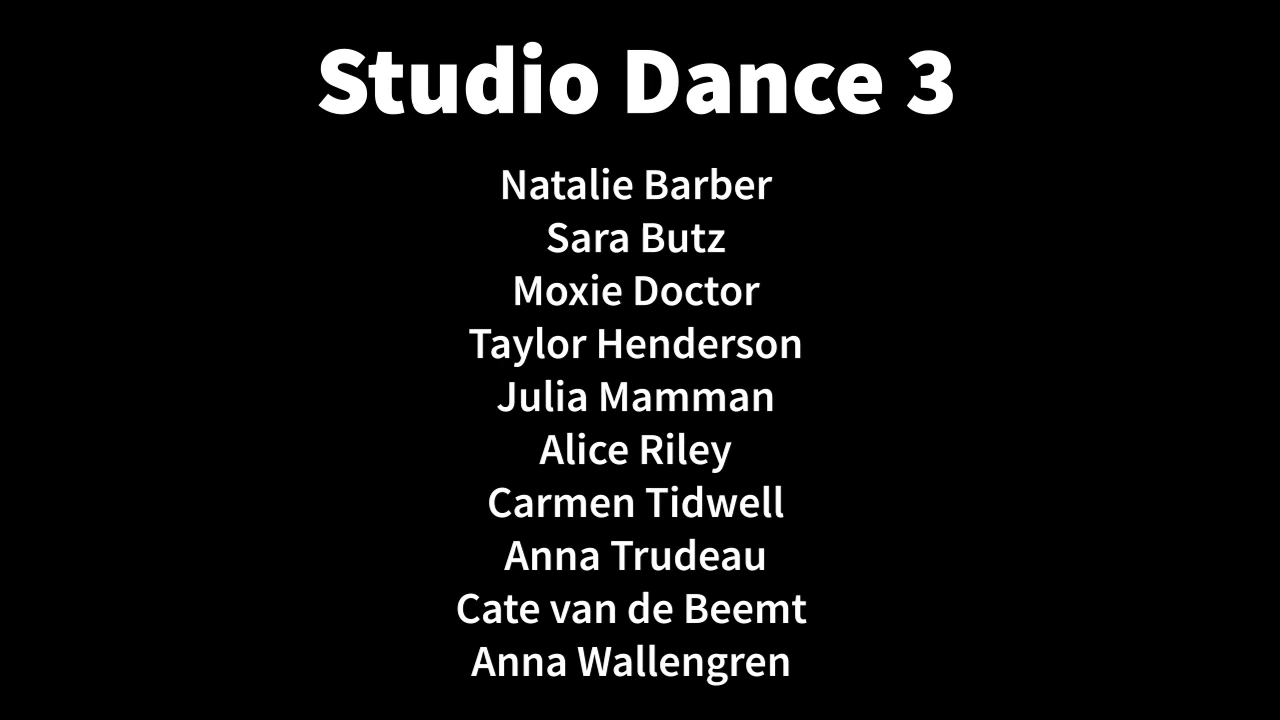 Studio Dance 3
Natalie Barber
Sara Butz
Moxie Doctor
Taylor Henderson
Julia Mamman
Alice Riley
Carmen Tidwell
Anna Trudeau
Cate van de Beemt
Anna Wallengren